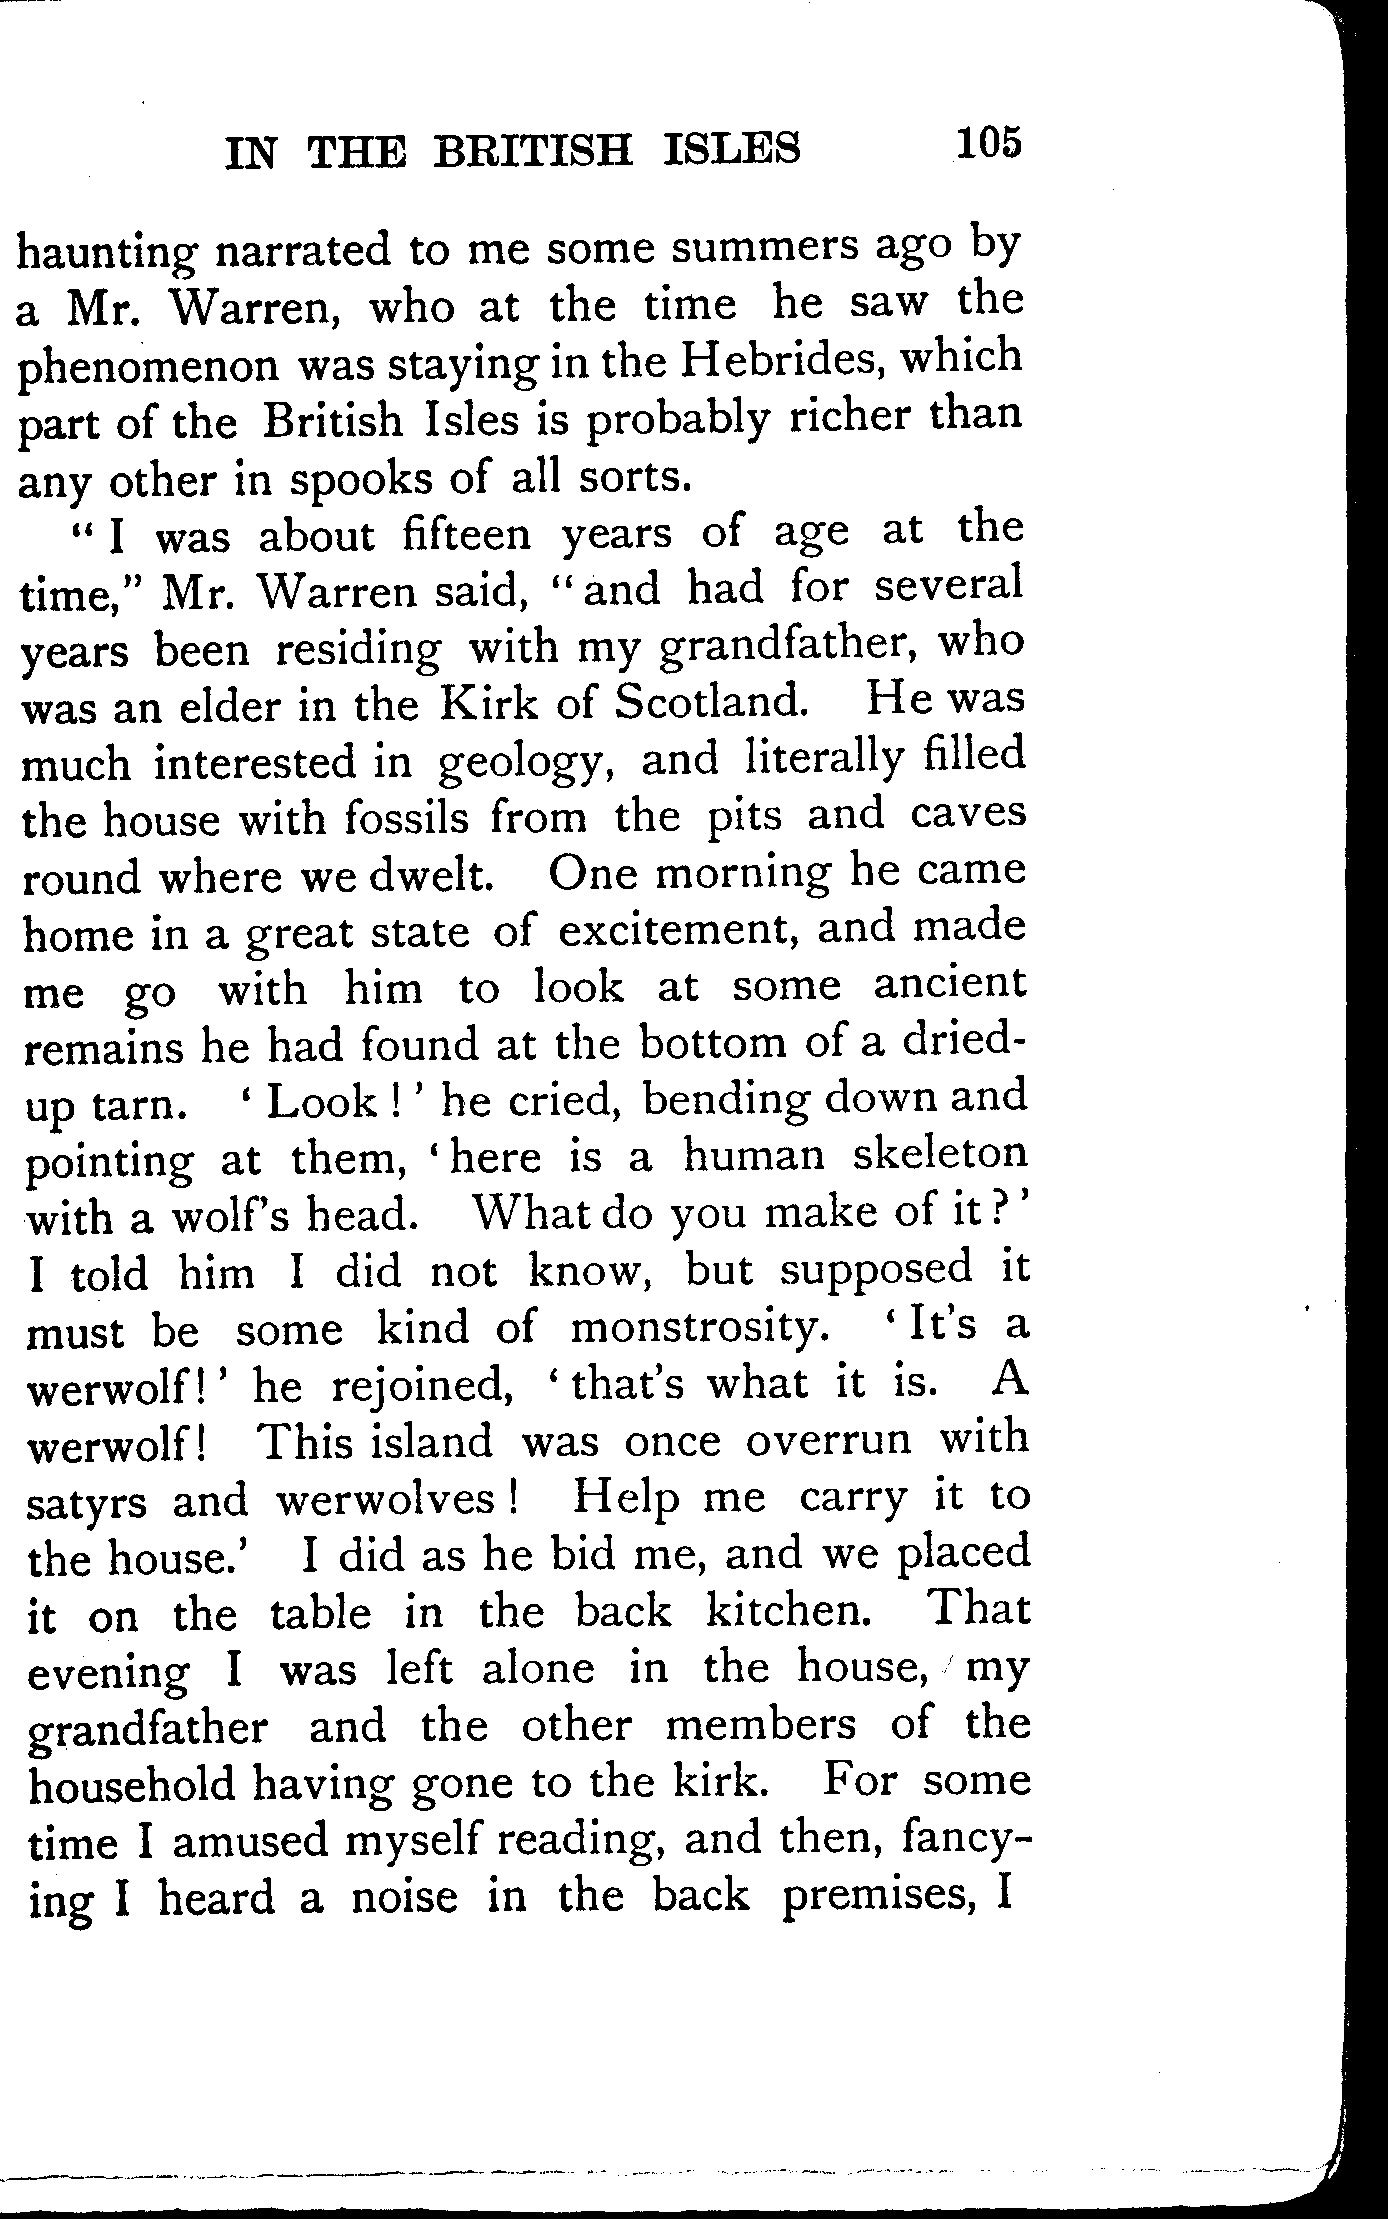 IN THE BRITISH ISLES 105
haunting narrated to me some summers ago by
a Mr. Warren, who at the time he saw the
phenomenon was staying in the Hebrides, which
part of the British Isles is probably richer than
any other in spooks of all sorts.
“ I was about fifteen years of age at the
time,” Mr. Warren said, “and had for several
years been residing with my grandfather, who
was an elder in the Kirk of Scotland. He was
much interested in geology, and literally filled
the house with fossils from the pits and caves
round where we dwelt. One morning he came
home in a great state of excitement, and made
me go with him to look at some ancient
remains he had found at the bottom of a dried-
up tarn. ‘ Look ! ’ he cried, bending down and
pointing at them, ‘ here is a human skeleton
with a wolf’s head. What do you make of it ? ’
I told him I did not know, but supposed it
must be some kind of monstrosity. ‘ It’s a
werwolf! ’ he rejoined, ‘ that’s what it is. A
werwolf! This island was once overrun with
satyrs and werwolves ! Help me carry it to
the house.’ I did as he bid me, and we placed
it on the table in the back kitchen. That
evening I was left alone in the house, my
grandfather and the other members of the
household having gone to the kirk. For some
time I amused myself reading, and then, fancy-
ing I heard a noise in the back premises, I